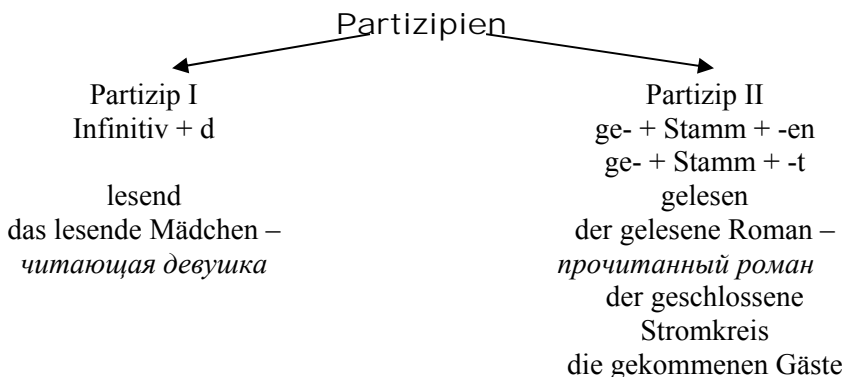 Partizipien
Partizip I
Infinitiv + d
lesend
das lesende Mädchen –
читающая девушка
Partizip II
ge- + Stamm + -en
ge- + Stamm + -t
gelesen
der gelesene Roman –
прочитанный роман
der geschlossene
Stromkreis
die gekommenen Gäste